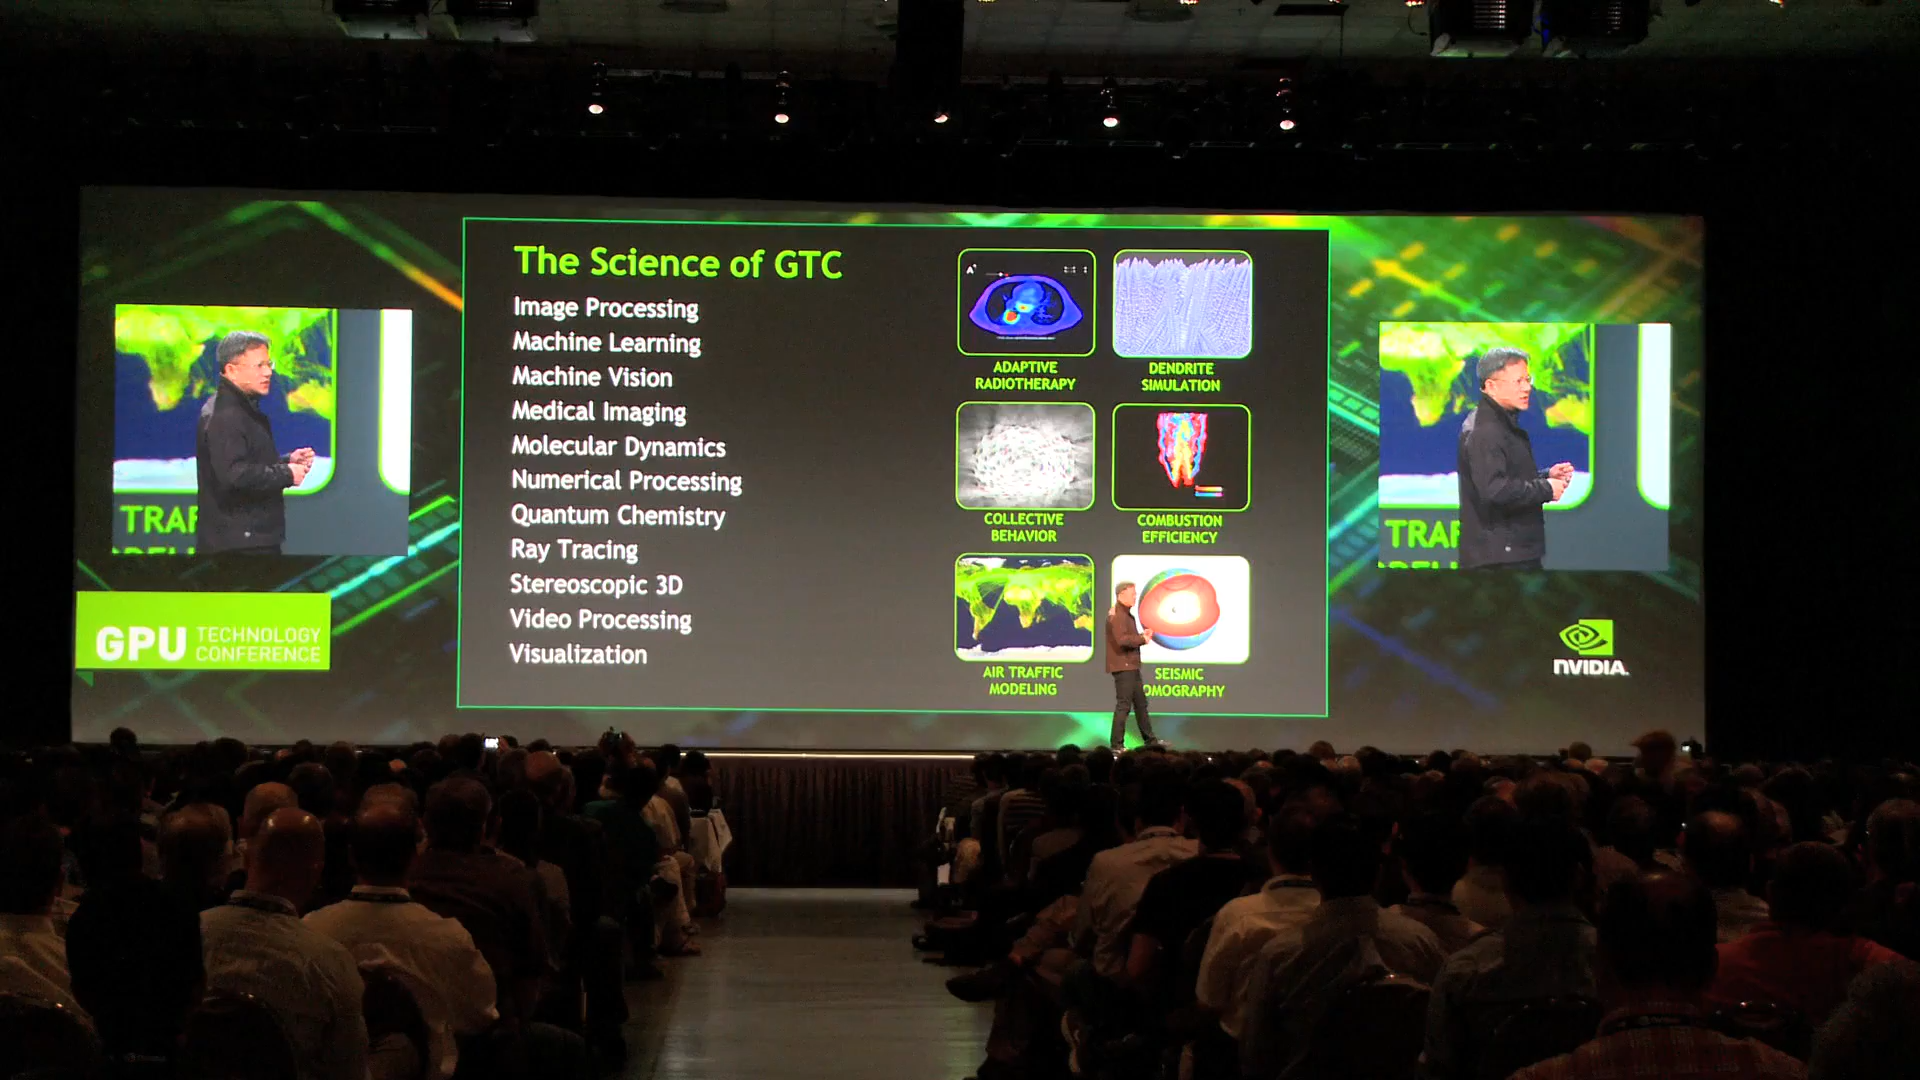 The Science of GTC
Image Processing
Machine Learning
Machine Vision
Medical Imaging
Molecular Dynamics
Numerical Processing
Quantum Chemistry
Ray Tracing
Stereoscopic 3D
Video Processing
Visualization
ADAPTIVE
RADIOTHERAPY
DENDRITE
SIMULATION
COLLECTIVE
BEHAVIOR
COMBUSTION
EFFICIENCY
AIR TRAFFIC
MODELING
SEISMIC
OMOGRAPHY
TRAF
TRAF
GPU TECHNOLOGY
CONFERENCE
NVIDIA.